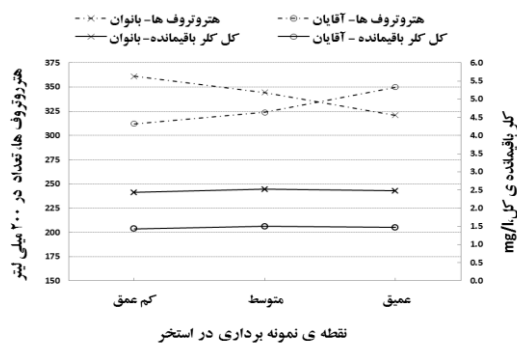 هتروتروف ها- بانوان
هتروتروف ها- آقایان
کل کلر باقیمانده-بانوان
کل کلر باقیمانده - آقایان
هترروتروف ها، تعداد در ۲۰۰ میلی لیتر
375
350
325
300
275
250
225
200
175
150
6.0
5.5
5.0
4.5
4.0
3.5
3.0
2.5
2.0
1.5
1.0
0.5
0.0
کلر باقیمانده ی کل،mg/l
کم عمق
متوسط
عمیق
نقطه ی نمونه برداری در استخر